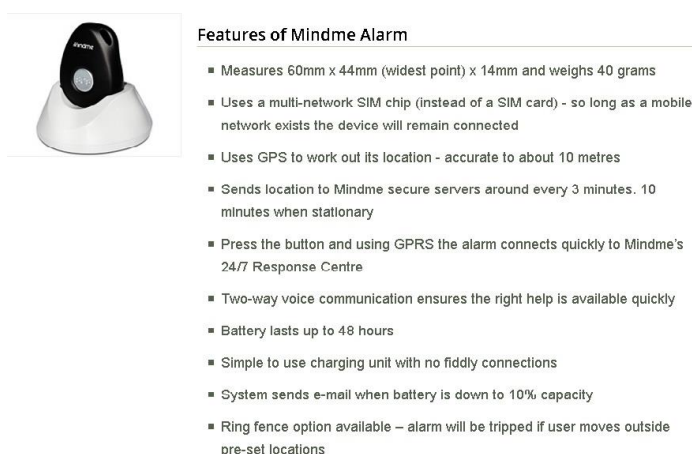 mindme
Features of Mindme Alarm
▪ Measures 60mm x 44mm (widest point) x 14mm and weighs 40 grams
▪ Uses a multi-network SIM chip (instead of a SIM card) - so long as a mobile
network exists the device will remain connected
▪ Uses GPS to work out its location - accurate to about 10 metres
▪ Sends location to Mindme secure servers around every 3 minutes. 10
minutes when stationary
▪ Press the button and using GPRS the alarm connects quickly to Mindme's
24/7 Response Centre
▪ Two-way voice communication ensures the right help is available quickly
▪ Battery lasts up to 48 hours
▪ Simple to use charging unit with no fiddly connections
▪ System sends e-mail when battery is down to 10% capacity
▪ Ring fence option available – alarm will be tripped if user moves outside
pre-set locations